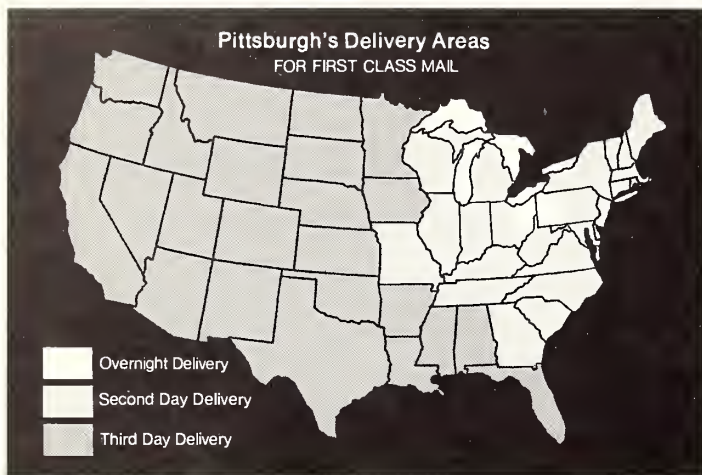 Pittsburgh's Delivery Areas
FOR FIRST CLASS MAIL
Overnight Delivery
Second Day Delivery
Third Day Delivery